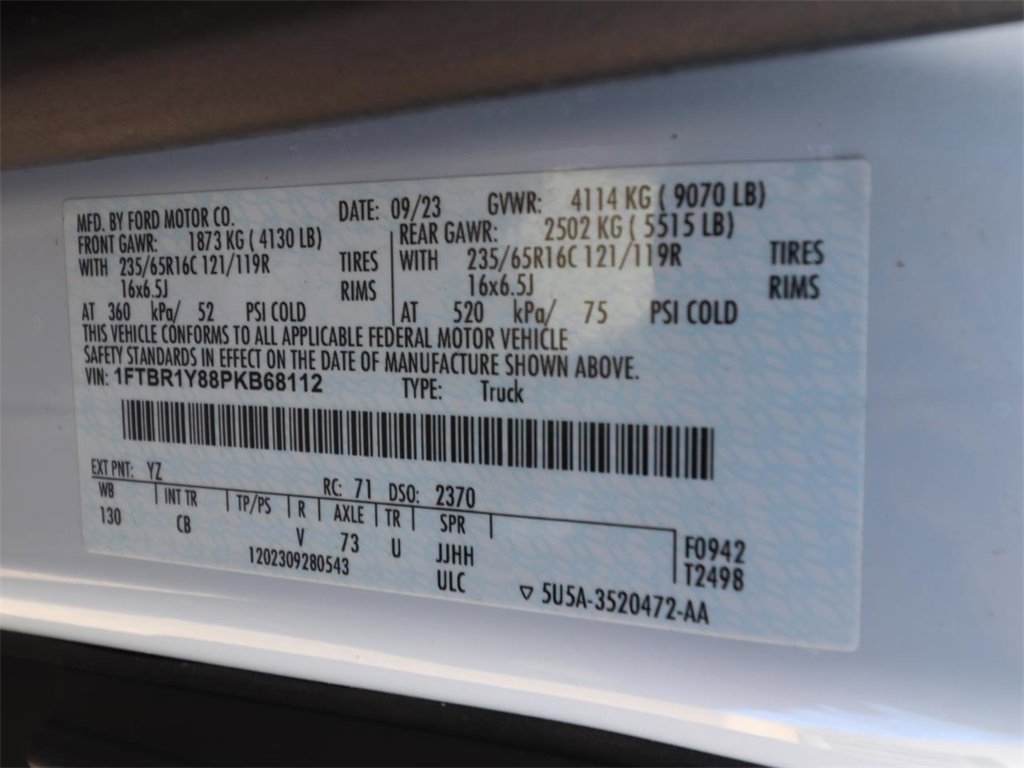 MFD. BY FORD MOTOR CO. DATE: 09/23 GVWR: 4114 KG ( 9070 LB)
FRONT GAWR: 1873 KG ( 4130 LB) REAR GAWR: 2502 KG ( 5515 LB)
WITH 235/65R16C 121/119R TIRES WITH 235/65R16C 121/119R TIRES
16x6.5J RIMS 16x6.5J RIMS
AT 360 kPa/ 52 PSI COLD AT 520 kPa/ 75 PSI COLD
THIS VEHICLE CONFORMS TO ALL APPLICABLE FEDERAL MOTOR VEHICLE
SAFETY STANDARDS IN EFFECT ON THE DATE OF MANUFACTURE SHOWN ABOVE.
VIN: 1FTBR1Y88PKB68112 TYPE: Truck
EXT PNT: YZ RC: 71 DSO: 2370
WB INT TR TP/PS R AXLE TR SPR
130 CB V 73 U JJHH F0942
1202309280543 ULC T2498
▽ 5U5A-3520472-AA